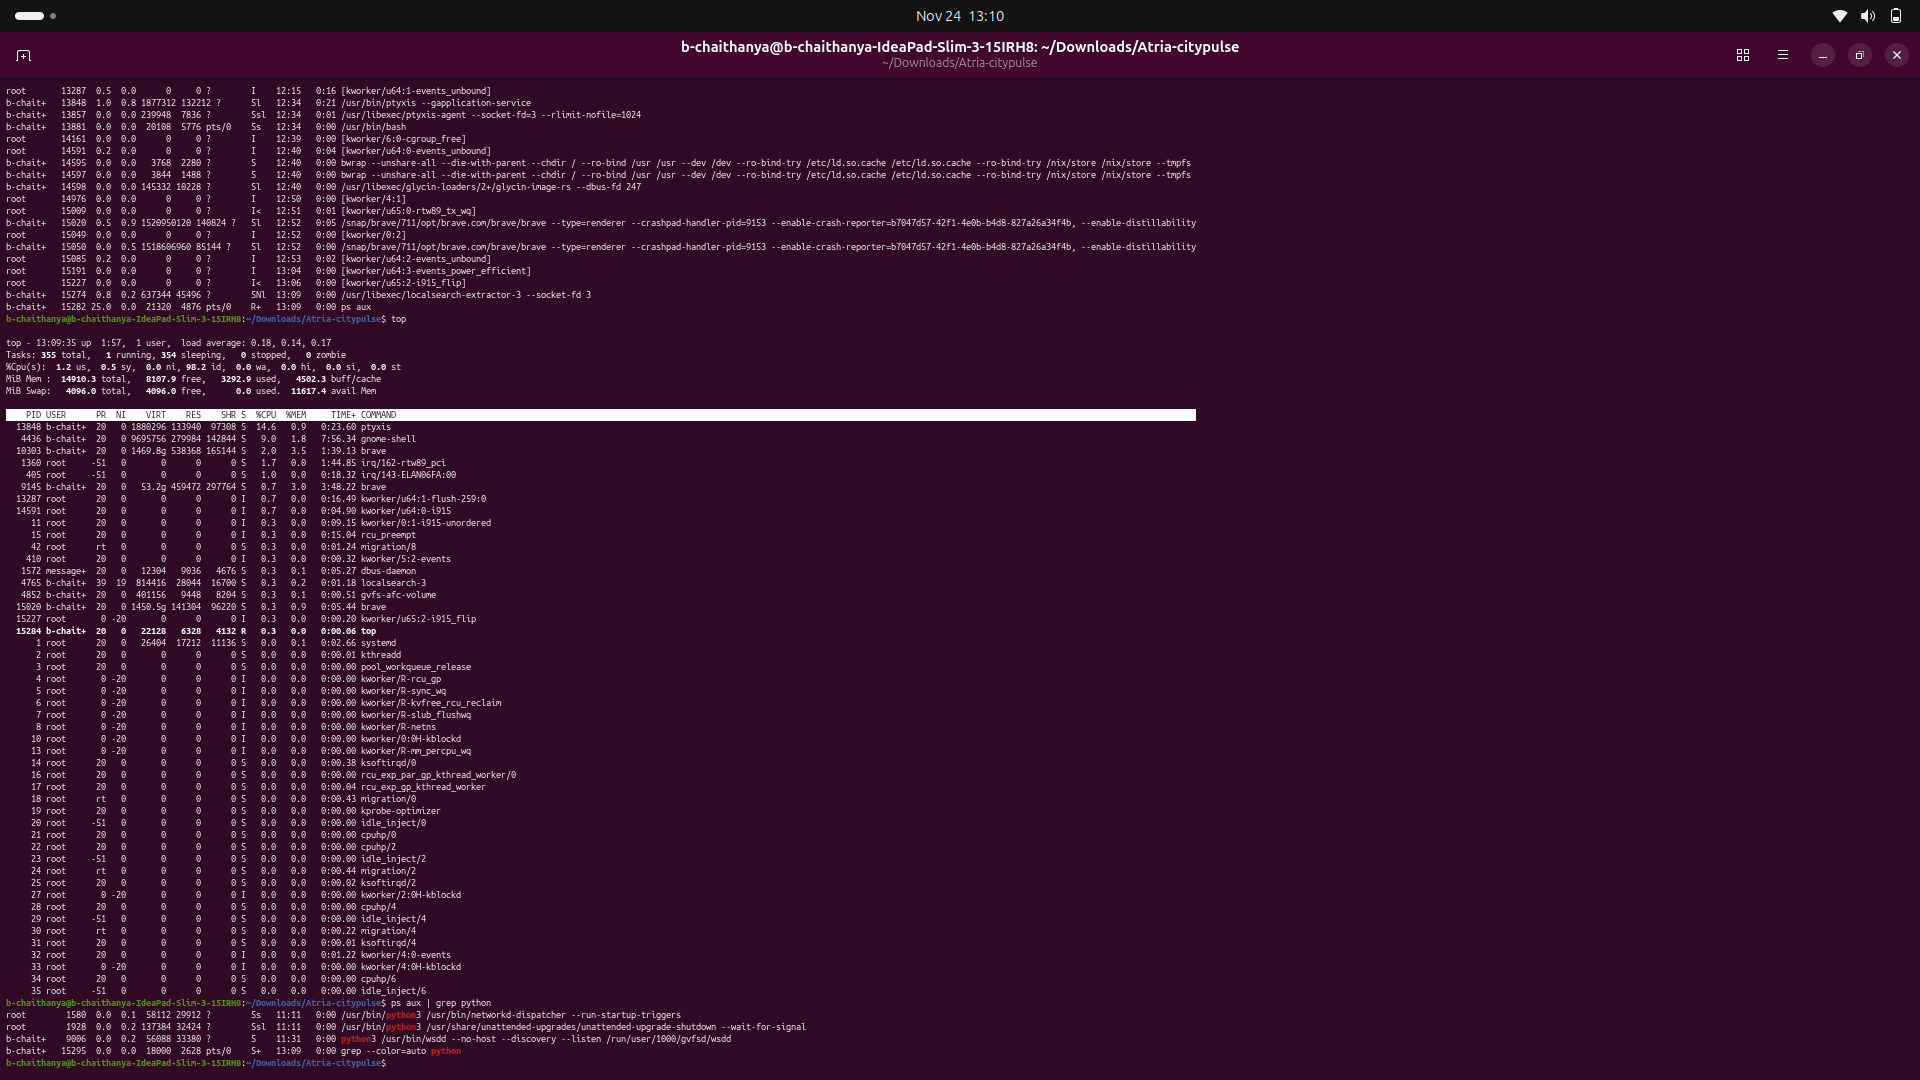 Nov 24 13:10
b-chaithanya@b-chaithanya-IdeaPad-Slim-3-15IRH8: ~/Downloads/Atria-citypulse
~/Downloads/Atria-citypulse
root       13287  0.5  0.0      0     0 ?        I    12:15   0:16 [kworker/u64:1-events_unbound]
b-chait+   13848  1.0  0.8 1877312 132212 ?      Sl   12:34   0:21 /usr/bin/ptyxis --gapplication-service
b-chait+   13857  0.0  0.0 239948  7836 ?        Ssl  12:34   0:01 /usr/libexec/ptyxis-agent --socket-fd=3 --rlimit-nofile=1024
b-chait+   13881  0.0  0.0  20108  5776 pts/0    Ss   12:34   0:00 /usr/bin/bash
root       14161  0.0  0.0      0     0 ?        I    12:39   0:00 [kworker/6:0-cgroup_free]
root       14591  0.2  0.0      0     0 ?        I    12:40   0:04 [kworker/u64:0-events_unbound]
b-chait+   14595  0.0  0.0   3768  2280 ?        S    12:40   0:00 bwrap --unshare-all --die-with-parent --chdir / --ro-bind /usr /usr --dev /dev --ro-bind-try /etc/ld.so.cache /etc/ld.so.cache --ro-bind-try /nix/store /nix/store --tmpfs
b-chait+   14597  0.0  0.0   3844  1488 ?        S    12:40   0:00 bwrap --unshare-all --die-with-parent --chdir / --ro-bind /usr /usr --dev /dev --ro-bind-try /etc/ld.so.cache /etc/ld.so.cache --ro-bind-try /nix/store /nix/store --tmpfs
b-chait+   14598  0.0  0.0 145332 10228 ?        Sl   12:40   0:00 /usr/libexec/glycin-loaders/2+/glycin-image-rs --dbus-fd 247
root       14976  0.0  0.0      0     0 ?        I    12:50   0:00 [kworker/4:1]
root       15009  0.0  0.0      0     0 ?        I<   12:51   0:01 [kworker/u65:0-rtw89_tx_wq]
b-chait+   15020  0.5  0.9 1520950120 140824 ?   Sl   12:52   0:05 /snap/brave/711/opt/brave.com/brave/brave --type=renderer --crashpad-handler-pid=9153 --enable-crash-reporter=b7047d57-42f1-4e0b-b4d8-827a26a34f4b, --enable-distillability
root       15049  0.0  0.0      0     0 ?        I    12:52   0:00 [kworker/0:2]
b-chait+   15050  0.0  0.5 1518606960 85144 ?    Sl   12:52   0:00 /snap/brave/711/opt/brave.com/brave/brave --type=renderer --crashpad-handler-pid=9153 --enable-crash-reporter=b7047d57-42f1-4e0b-b4d8-827a26a34f4b, --enable-distillability
root       15085  0.2  0.0      0     0 ?        I    12:53   0:02 [kworker/u64:2-events_unbound]
root       15191  0.0  0.0      0     0 ?        I    13:04   0:00 [kworker/u64:3-events_power_efficient]
root       15227  0.0  0.0      0     0 ?        I<   13:06   0:00 [kworker/u65:2-i915_flip]
b-chait+   15274  0.8  0.2 637344 45496 ?        SNl  13:09   0:00 /usr/libexec/localsearch-extractor-3 --socket-fd 3
b-chait+   15282 25.0  0.0  21320  4876 pts/0    R+   13:09   0:00 ps aux
b-chaithanya@b-chaithanya-IdeaPad-Slim-3-15IRH8:~/Downloads/Atria-citypulse$ top
top - 13:09:35 up  1:57,  1 user,  load average: 0.18, 0.14, 0.17
Tasks: 355 total,   1 running, 354 sleeping,   0 stopped,   0 zombie
%Cpu(s):  1.2 us,  0.5 sy,  0.0 ni, 98.2 id,  0.0 wa,  0.0 hi,  0.0 si,  0.0 st
MiB Mem :  14910.3 total,   8107.9 free,   3292.9 used,   4502.3 buff/cache
MiB Swap:   4096.0 total,   4096.0 free,      0.0 used.  11617.4 avail Mem
PID USER      PR  NI    VIRT    RES    SHR S  %CPU  %MEM     TIME+ COMMAND
13848 b-chait+  20   0 1880296 133940  97308 S  14.6   0.9   0:23.60 ptyxis
4436 b-chait+  20   0 9695756 279984 142844 S   9.0   1.8   7:56.34 gnome-shell
10303 b-chait+  20   0 1469.8g 538368 165144 S   2.0   3.5   1:39.13 brave
1360 root     -51   0       0      0      0 S   1.7   0.0   1:44.85 irq/162-rtw89_pci
405 root     -51   0       0      0      0 S   1.0   0.0   0:18.32 irq/143-ELAN06FA:00
9145 b-chait+  20   0   53.2g 459472 297764 S   0.7   3.0   3:48.22 brave
13287 root      20   0       0      0      0 I   0.7   0.0   0:16.49 kworker/u64:1-flush-259:0
14591 root      20   0       0      0      0 I   0.7   0.0   0:04.90 kworker/u64:0-i915
11 root      20   0       0      0      0 I   0.3   0.0   0:09.15 kworker/0:1-i915-unordered
15 root      20   0       0      0      0 I   0.3   0.0   0:15.04 rcu_preempt
42 root      rt   0       0      0      0 S   0.3   0.0   0:01.24 migration/8
410 root      20   0       0      0      0 I   0.3   0.0   0:00.32 kworker/5:2-events
1572 message+  20   0   12304   9036   4676 S   0.3   0.1   0:05.27 dbus-daemon
4765 b-chait+  39  19  814416  28044  16700 S   0.3   0.2   0:01.18 localsearch-3
4852 b-chait+  20   0  401156   9448   8204 S   0.3   0.1   0:00.51 gvfs-afc-volume
15020 b-chait+  20   0 1450.5g 141304  96220 S   0.3   0.9   0:05.44 brave
15227 root       0 -20       0      0      0 I   0.3   0.0   0:00.20 kworker/u65:2-i915_flip
15284 b-chait+  20   0   22128   6328   4132 R   0.3   0.0   0:00.06 top
1 root      20   0   26404  17212  11136 S   0.0   0.1   0:02.66 systemd
2 root      20   0       0      0      0 S   0.0   0.0   0:00.01 kthreadd
3 root      20   0       0      0      0 S   0.0   0.0   0:00.00 pool_workqueue_release
4 root       0 -20       0      0      0 I   0.0   0.0   0:00.00 kworker/R-rcu_gp
5 root       0 -20       0      0      0 I   0.0   0.0   0:00.00 kworker/R-sync_wq
6 root       0 -20       0      0      0 I   0.0   0.0   0:00.00 kworker/R-kvfree_rcu_reclaim
7 root       0 -20       0      0      0 I   0.0   0.0   0:00.00 kworker/R-slub_flushwq
8 root       0 -20       0      0      0 I   0.0   0.0   0:00.00 kworker/R-netns
10 root       0 -20       0      0      0 I   0.0   0.0   0:00.00 kworker/0:0H-kblockd
13 root       0 -20       0      0      0 I   0.0   0.0   0:00.00 kworker/R-mm_percpu_wq
14 root      20   0       0      0      0 S   0.0   0.0   0:00.38 ksoftirqd/0
16 root      20   0       0      0      0 S   0.0   0.0   0:00.00 rcu_exp_par_gp_kthread_worker/0
17 root      20   0       0      0      0 S   0.0   0.0   0:00.04 rcu_exp_gp_kthread_worker
18 root      rt   0       0      0      0 S   0.0   0.0   0:00.43 migration/0
19 root      20   0       0      0      0 S   0.0   0.0   0:00.00 kprobe-optimizer
20 root     -51   0       0      0      0 S   0.0   0.0   0:00.00 idle_inject/0
21 root      20   0       0      0      0 S   0.0   0.0   0:00.00 cpuhp/0
22 root      20   0       0      0      0 S   0.0   0.0   0:00.00 cpuhp/2
23 root     -51   0       0      0      0 S   0.0   0.0   0:00.00 idle_inject/2
24 root      rt   0       0      0      0 S   0.0   0.0   0:00.44 migration/2
25 root      20   0       0      0      0 S   0.0   0.0   0:00.02 ksoftirqd/2
27 root       0 -20       0      0      0 I   0.0   0.0   0:00.00 kworker/2:0H-kblockd
28 root      20   0       0      0      0 S   0.0   0.0   0:00.00 cpuhp/4
29 root     -51   0       0      0      0 S   0.0   0.0   0:00.00 idle_inject/4
30 root      rt   0       0      0      0 S   0.0   0.0   0:00.22 migration/4
31 root      20   0       0      0      0 S   0.0   0.0   0:00.01 ksoftirqd/4
32 root      20   0       0      0      0 I   0.0   0.0   0:01.22 kworker/4:0-events
33 root       0 -20       0      0      0 I   0.0   0.0   0:00.00 kworker/4:0H-kblockd
34 root      20   0       0      0      0 S   0.0   0.0   0:00.00 cpuhp/6
35 root     -51   0       0      0      0 S   0.0   0.0   0:00.00 idle_inject/6
b-chaithanya@b-chaithanya-IdeaPad-Slim-3-15IRH8:~/Downloads/Atria-citypulse$ ps aux | grep python
root        1580  0.0  0.1  58112 29912 ?        Ss   11:11   0:00 /usr/bin/python3 /usr/bin/networkd-dispatcher --run-startup-triggers
root        1928  0.0  0.2 137384 32424 ?        Ssl  11:11   0:00 /usr/bin/python3 /usr/share/unattended-upgrades/unattended-upgrade-shutdown --wait-for-signal
b-chait+    9006  0.0  0.2  56088 33380 ?        S    11:31   0:00 python3 /usr/bin/wsdd --no-host --discovery --listen /run/user/1000/gvfsd/wsdd
b-chait+   15295  0.0  0.0  18000  2628 pts/0    S+   13:09   0:00 grep --color=auto python
b-chaithanya@b-chaithanya-IdeaPad-Slim-3-15IRH8:~/Downloads/Atria-citypulse$